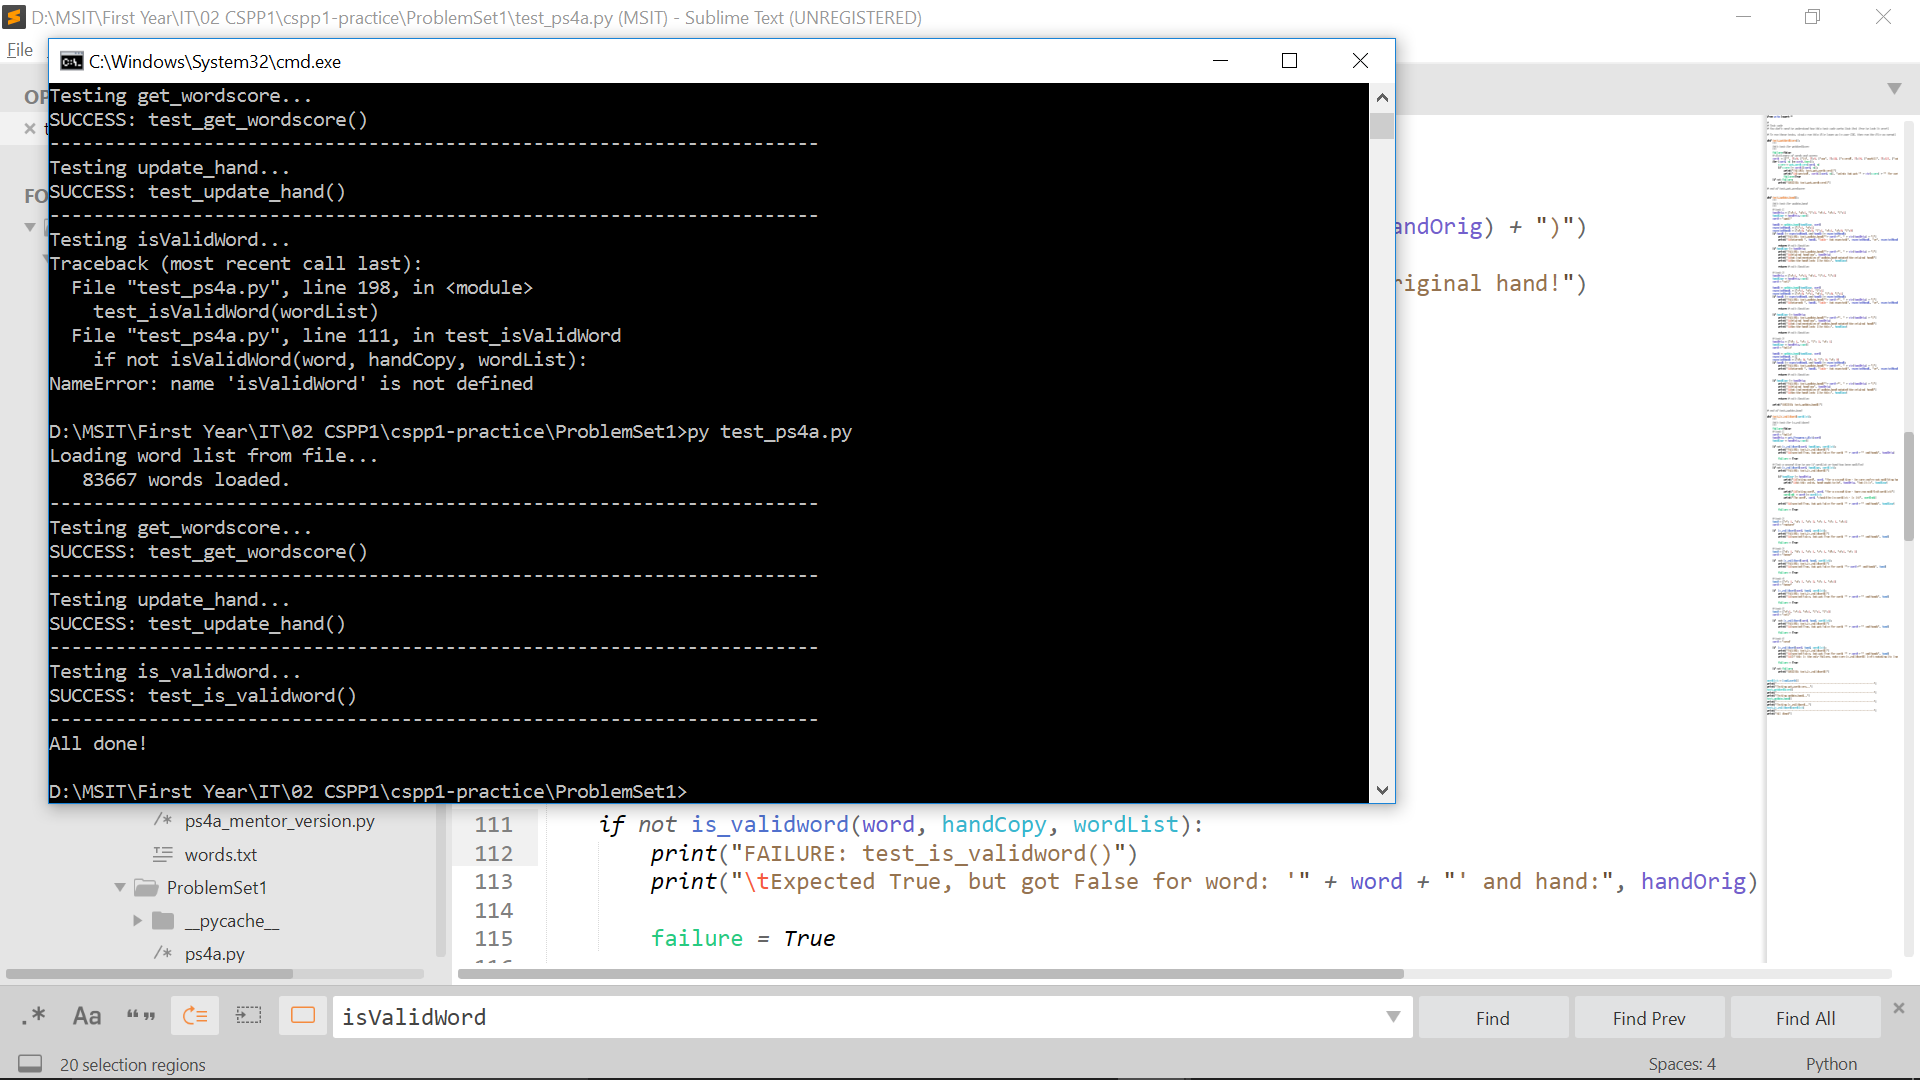 D:\MSIT\First Year\IT\02 CSPP1\cspp1-practice\ProblemSet1\test_ps4a.py (MSIT) - Sublime Text (UNREGISTERED)
File
C:\Windows\System32\cmd.exe
OP
FO
Testing get_wordscore...
SUCCESS: test_get_wordscore()
----------------------------------------------------------------------
Testing update_hand...
SUCCESS: test_update_hand()
----------------------------------------------------------------------
Testing isValidWord...
Traceback (most recent call last):
  File "test_ps4a.py", line 198, in <module>
    test_isValidWord(wordList)
  File "test_ps4a.py", line 111, in test_isValidWord
    if not isValidWord(word, handCopy, wordList):
NameError: name 'isValidWord' is not defined
D:\MSIT\First Year\IT\02 CSPP1\cspp1-practice\ProblemSet1>py test_ps4a.py
Loading word list from file...
   83667 words loaded.
----------------------------------------------------------------------
Testing get_wordscore...
SUCCESS: test_get_wordscore()
----------------------------------------------------------------------
Testing update_hand...
SUCCESS: test_update_hand()
----------------------------------------------------------------------
Testing is_validword...
SUCCESS: test_is_validword()
----------------------------------------------------------------------
All done!
D:\MSIT\First Year\IT\02 CSPP1\cspp1-practice\ProblemSet1>
andOrig) + ")")
riginal hand!")
ps4a_mentor_version.py
words.txt
ProblemSet1
__pycache__
ps4a.py
111 if not is_validword(word, handCopy, wordList):
112 print("FAILURE: test_is_validword()")
113 print("\tExpected True, but got False for word: '" + word + "' and hand:", handOrig)
114
115 failure = True
.* Aa “ ”
isValidWord
Find
Find Prev
Find All
20 selection regions
Spaces: 4
Python